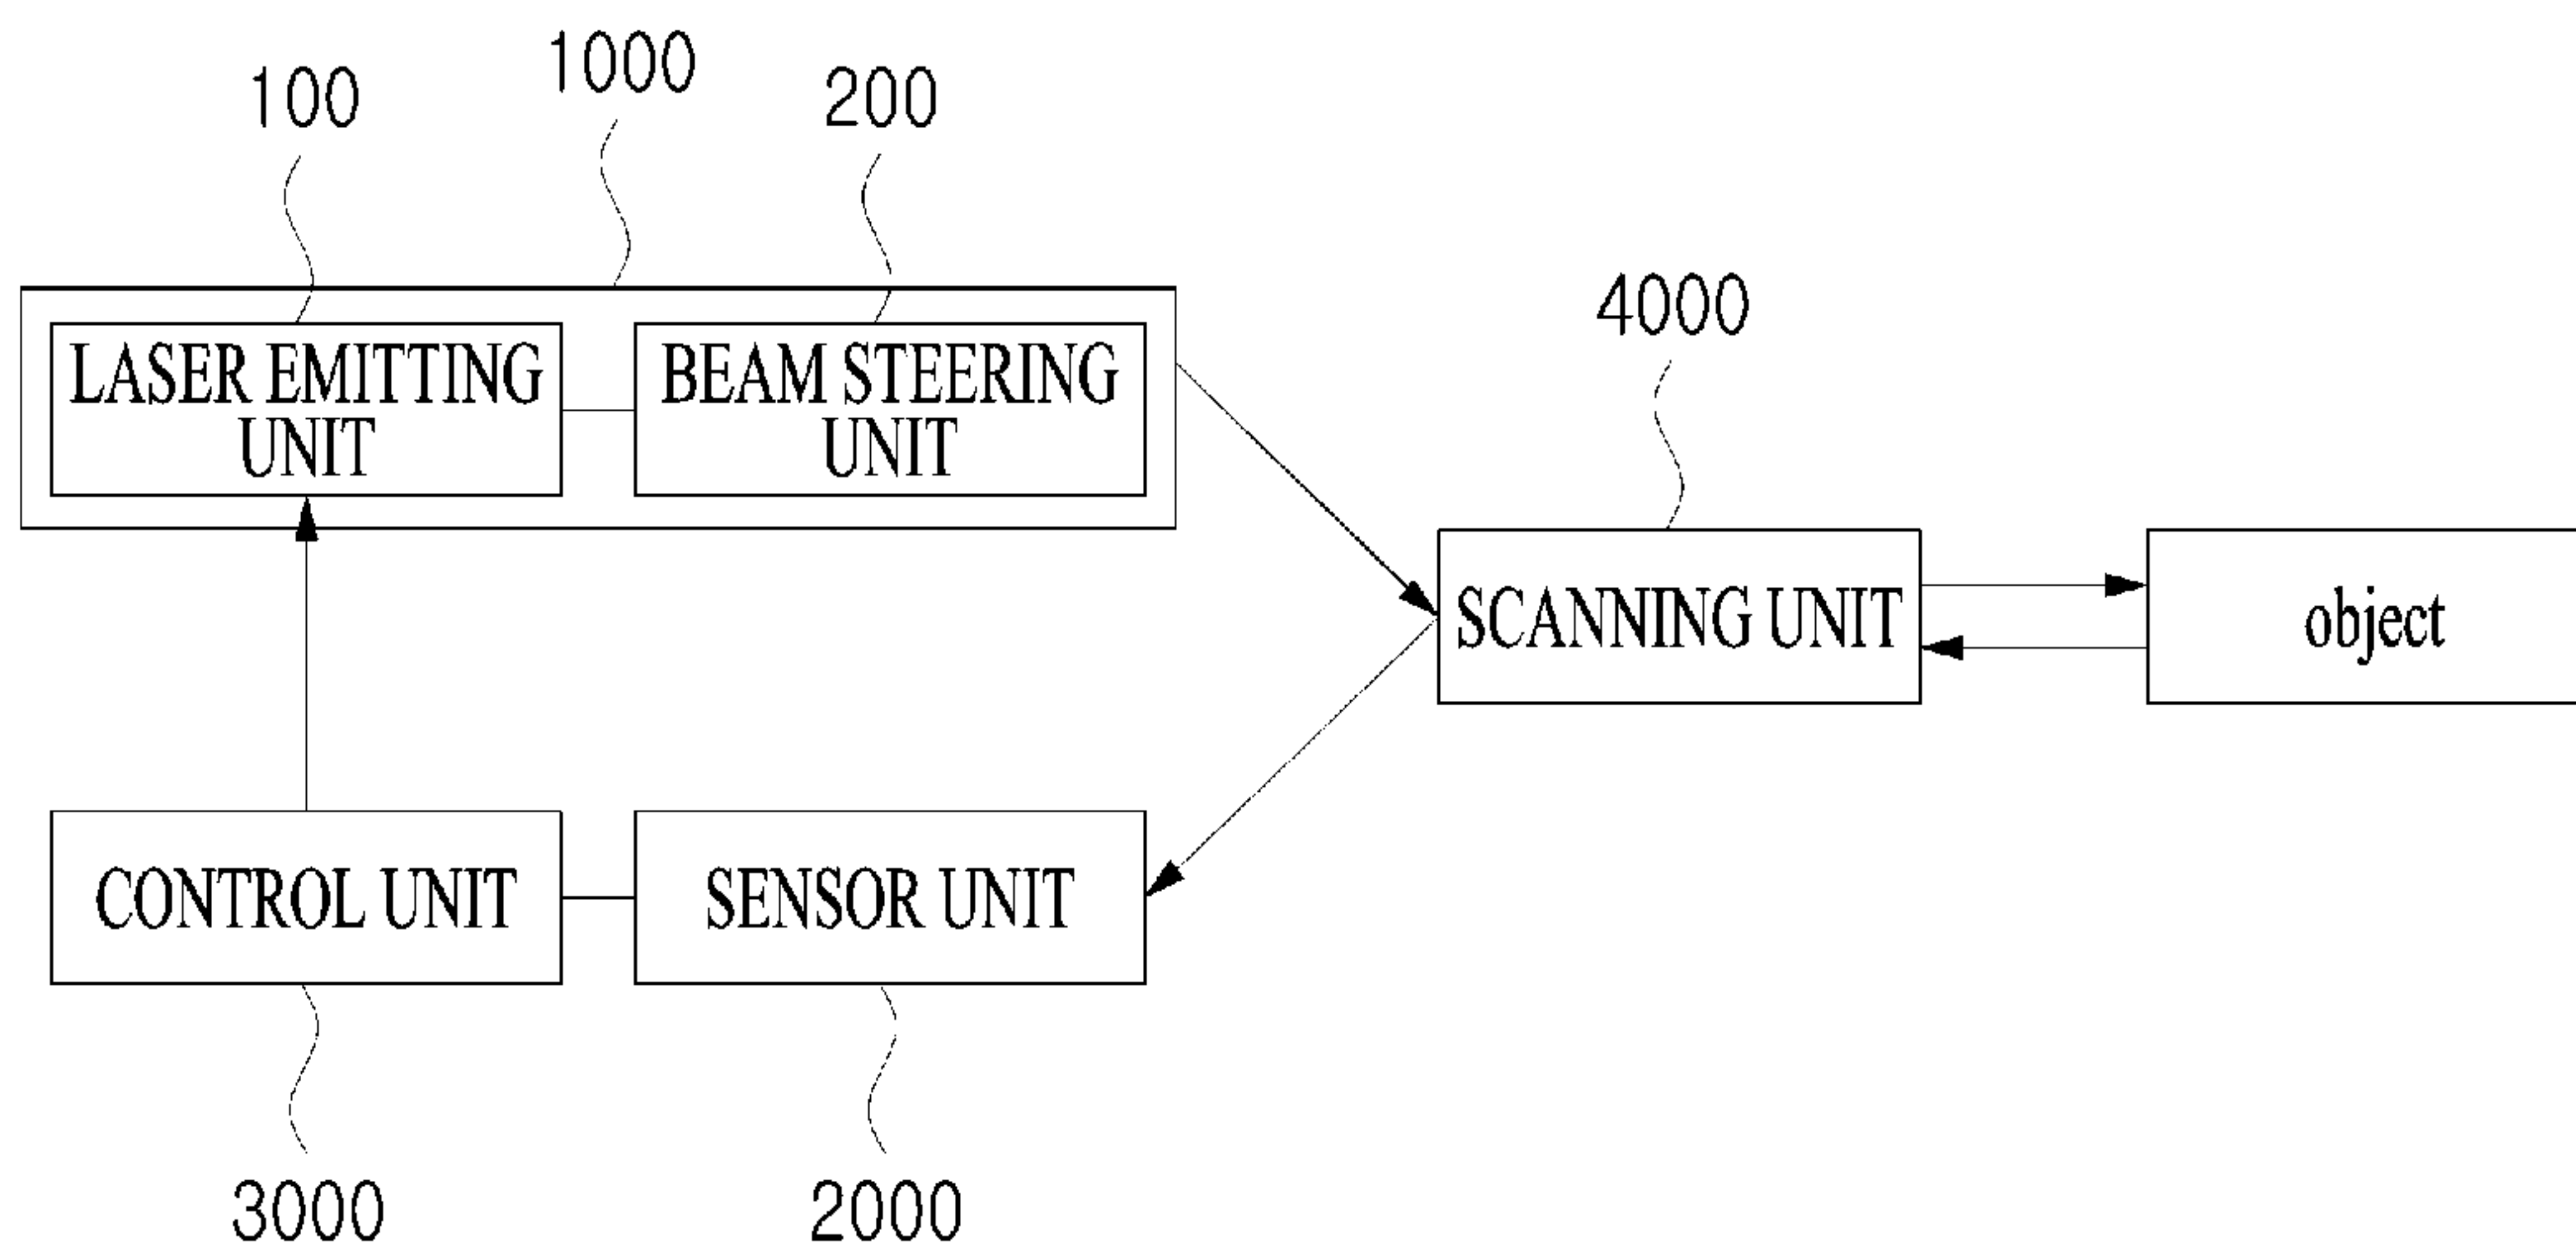 1000
100
200
LASER EMITTING
UNIT
BEAM STEERING
UNIT
4000
SCANNING UNIT
object
CONTROL UNIT
SENSOR UNIT
3000
2000